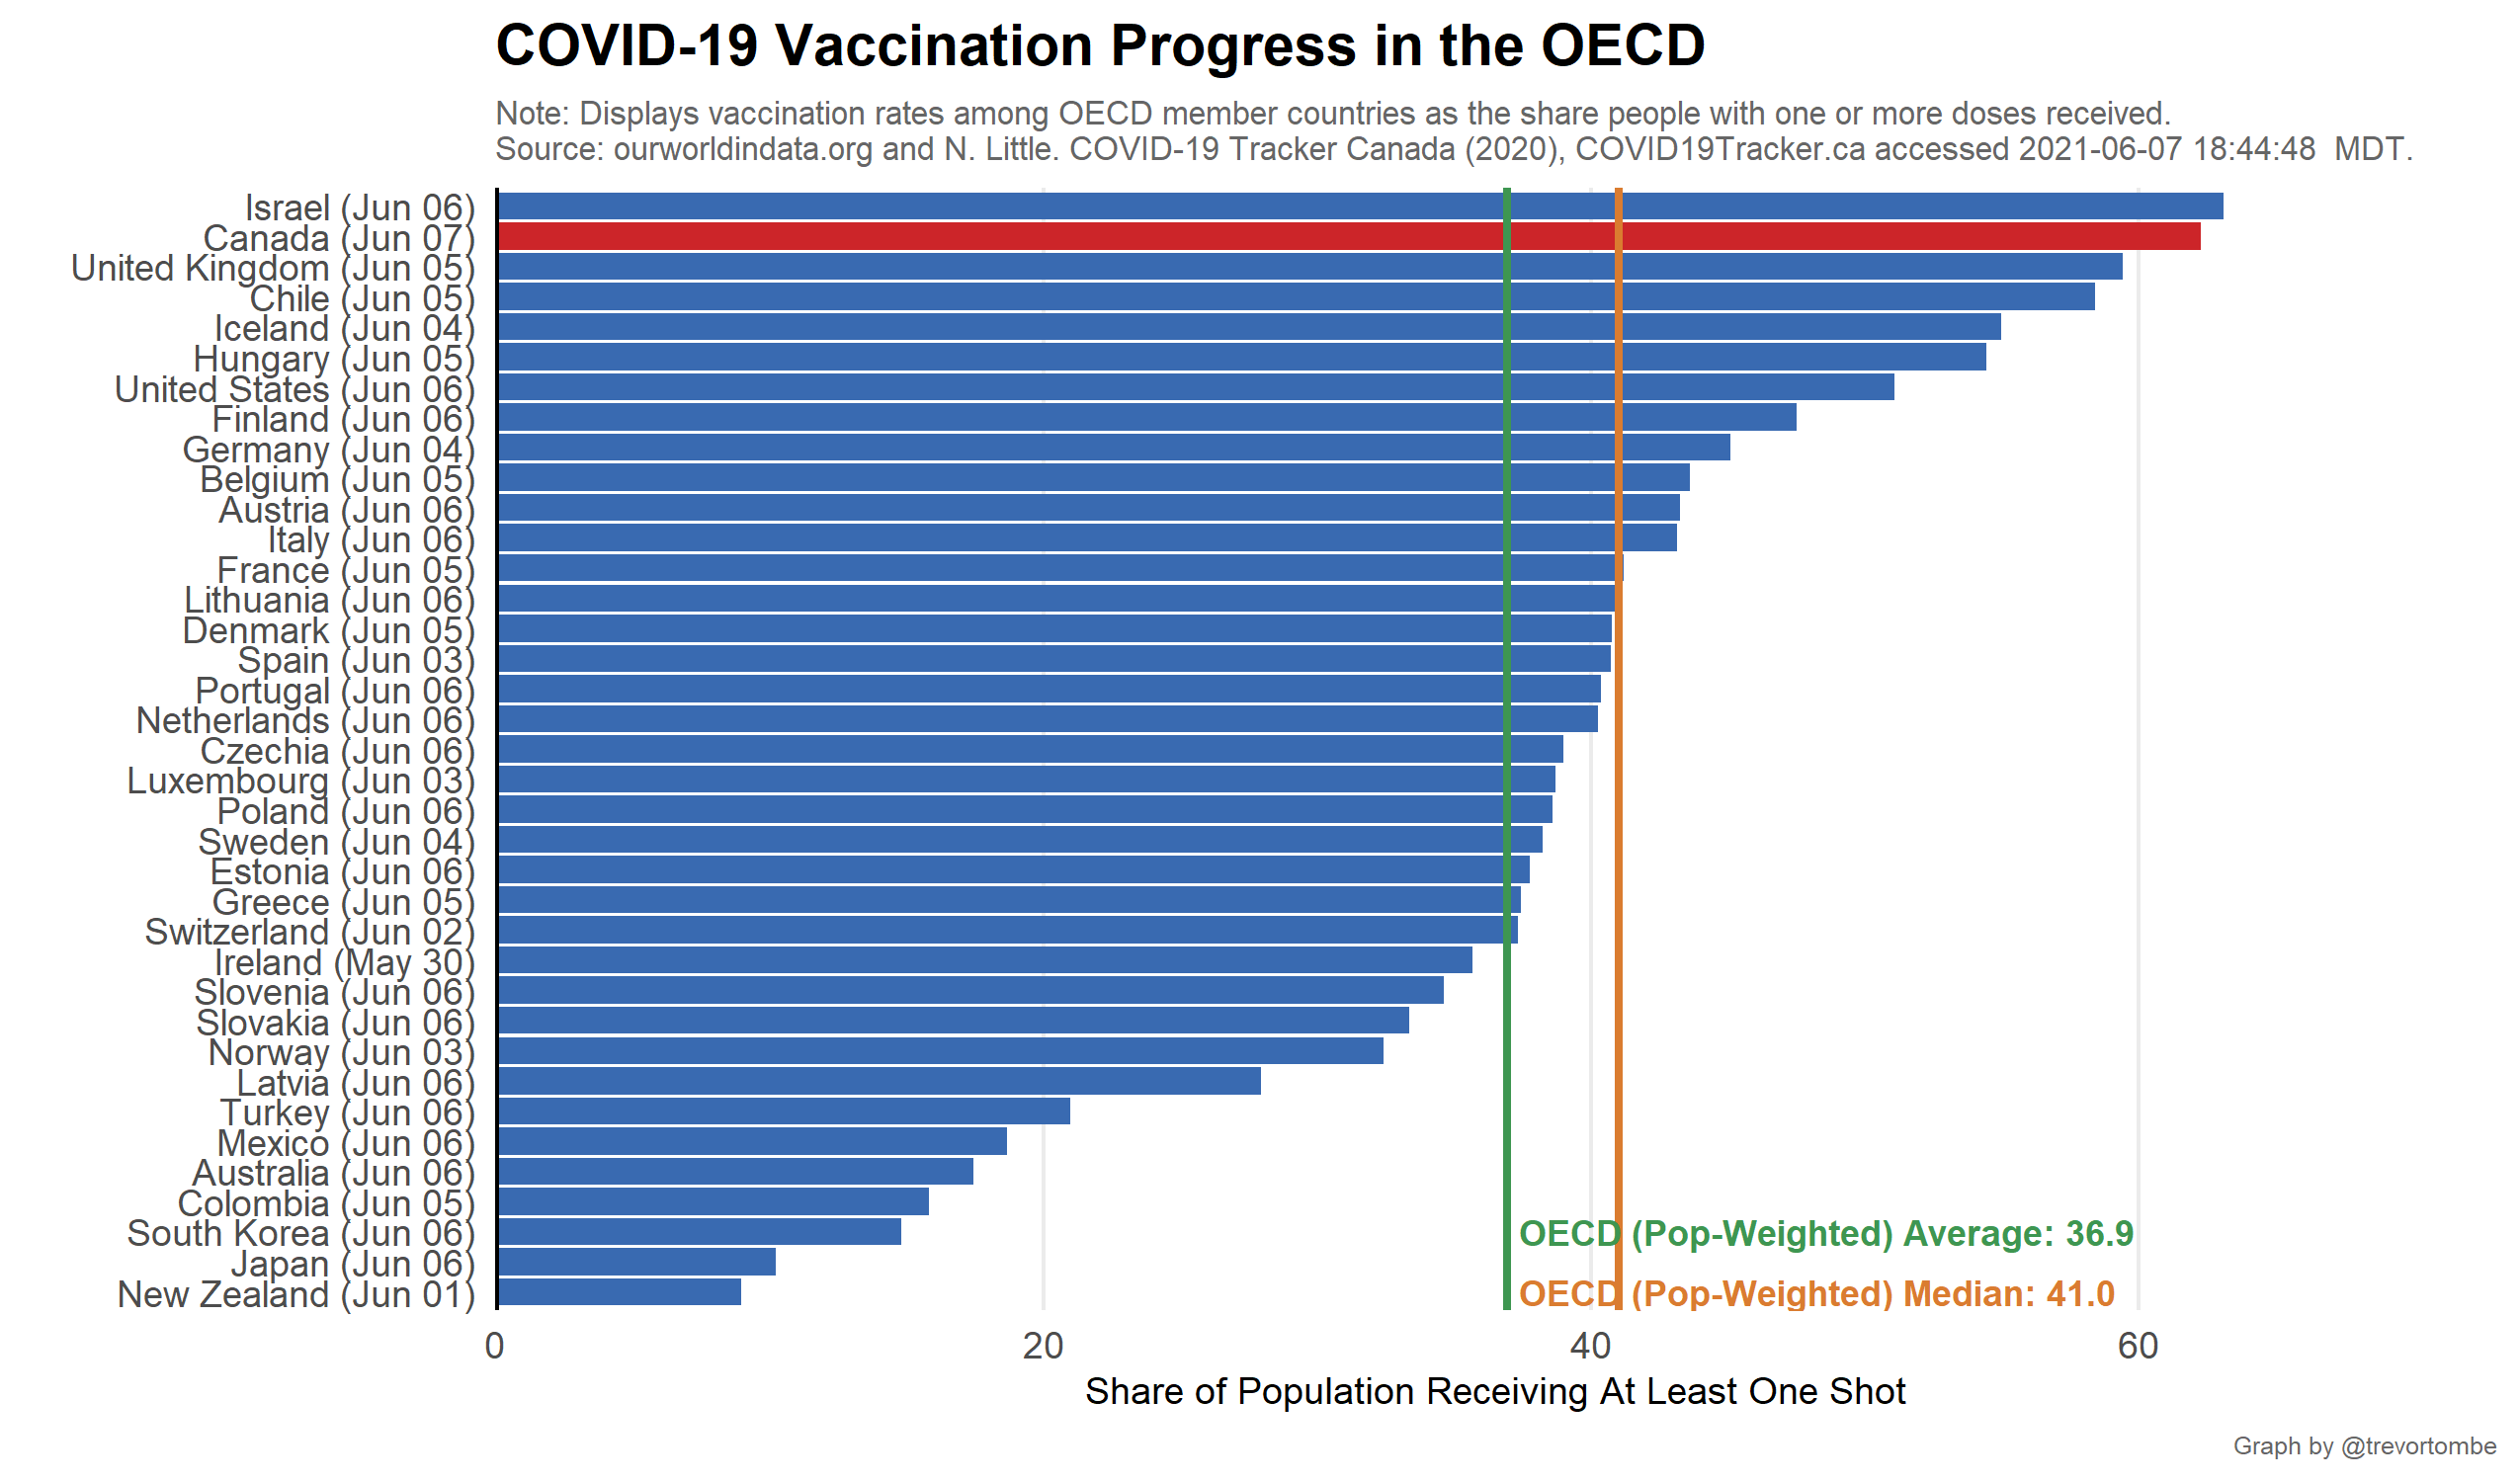 COVID-19 Vaccination Progress in the OECD
Note: Displays vaccination rates among OECD member countries as the share people with one or more doses received.
Source: ourworldindata.org and N. Little. COVID-19 Tracker Canada (2020), COVID19Tracker.ca accessed 2021-06-07 18:44:48  MDT.
Israel (Jun 06)
Canada (Jun 07)
United Kingdom (Jun 05)
Chile (Jun 05)
Iceland (Jun 04)
Hungary (Jun 05)
United States (Jun 06)
Finland (Jun 06)
Germany (Jun 04)
Belgium (Jun 05)
Austria (Jun 06)
Italy (Jun 06)
France (Jun 05)
Lithuania (Jun 06)
Denmark (Jun 05)
Spain (Jun 03)
Portugal (Jun 06)
Netherlands (Jun 06)
Czechia (Jun 06)
Luxembourg (Jun 03)
Poland (Jun 06)
Sweden (Jun 04)
Estonia (Jun 06)
Greece (Jun 05)
Switzerland (Jun 02)
Ireland (May 30)
Slovenia (Jun 06)
Slovakia (Jun 06)
Norway (Jun 03)
Latvia (Jun 06)
Turkey (Jun 06)
Mexico (Jun 06)
Australia (Jun 06)
Colombia (Jun 05)
South Korea (Jun 06)
OECD (Pop-Weighted) Average: 36.9
Japan (Jun 06)
New Zealand (Jun 01)
OECD (Pop-Weighted) Median: 41.0
0 20 40 60
Share of Population Receiving At Least One Shot
Graph by @trevortombe